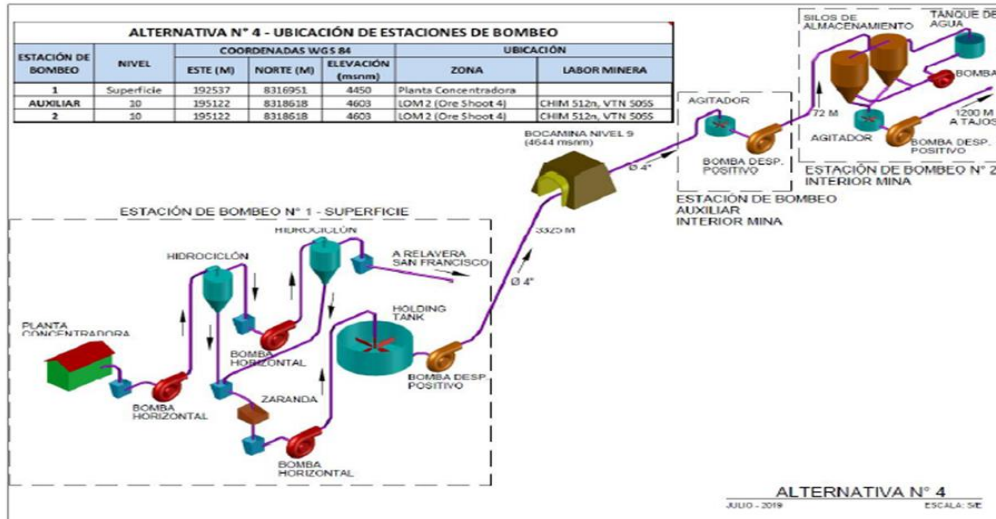 ALTERNATIVA N° 4 - UBICACIÓN DE ESTACIONES DE BOMBEO
ESTACIÓN DE BOMBEO NIVEL COORDENADAS WGS 84 UBICACIÓN
ESTE (M) NORTE (M) ELEVACIÓN (msnm) ZONA LABOR MINERA
1 Superficie 192537 8316951 4450 Planta Concentradora
AUXILIAR 10 195122 8318618 4603 LOM 2 (Ore Shoot 4) CHIM 512n, VTN 505S
2 10 195122 8318618 4603 LOM 2 (Ore Shoot 4) CHIM 512n, VTN 505S
SILOS DE
ALMACENAMIENTO
TANQUE DE
AGUA
BOMBA
72 M
1200 M
A TAJOS
AGITADOR
BOMBA DESP.
POSITIVO
ESTACIÓN DE BOMBEO N° 2
INTERIOR MINA
AGITADOR
BOMBA DESP.
POSITIVO
ESTACIÓN DE BOMBEO
AUXILIAR
INTERIOR MINA
BOCAMINA NIVEL 9
(4644 msnm)
Ø 4"
3325 M
Ø 4"
ESTACIÓN DE BOMBEO N° 1 - SUPERFICIE
HIDROCICLÓN
HIDROCICLÓN
A RELAVERA
SAN FRANCISCO
HOLDING
TANK
PLANTA
CONCENTRADORA
BOMBA
HORIZONTAL
BOMBA DESP.
POSITIVO
BOMBA
HORIZONTAL
ZARANDA
BOMBA
HORIZONTAL
ALTERNATIVA N° 4
JULIO - 2019 ESCALA: S/E